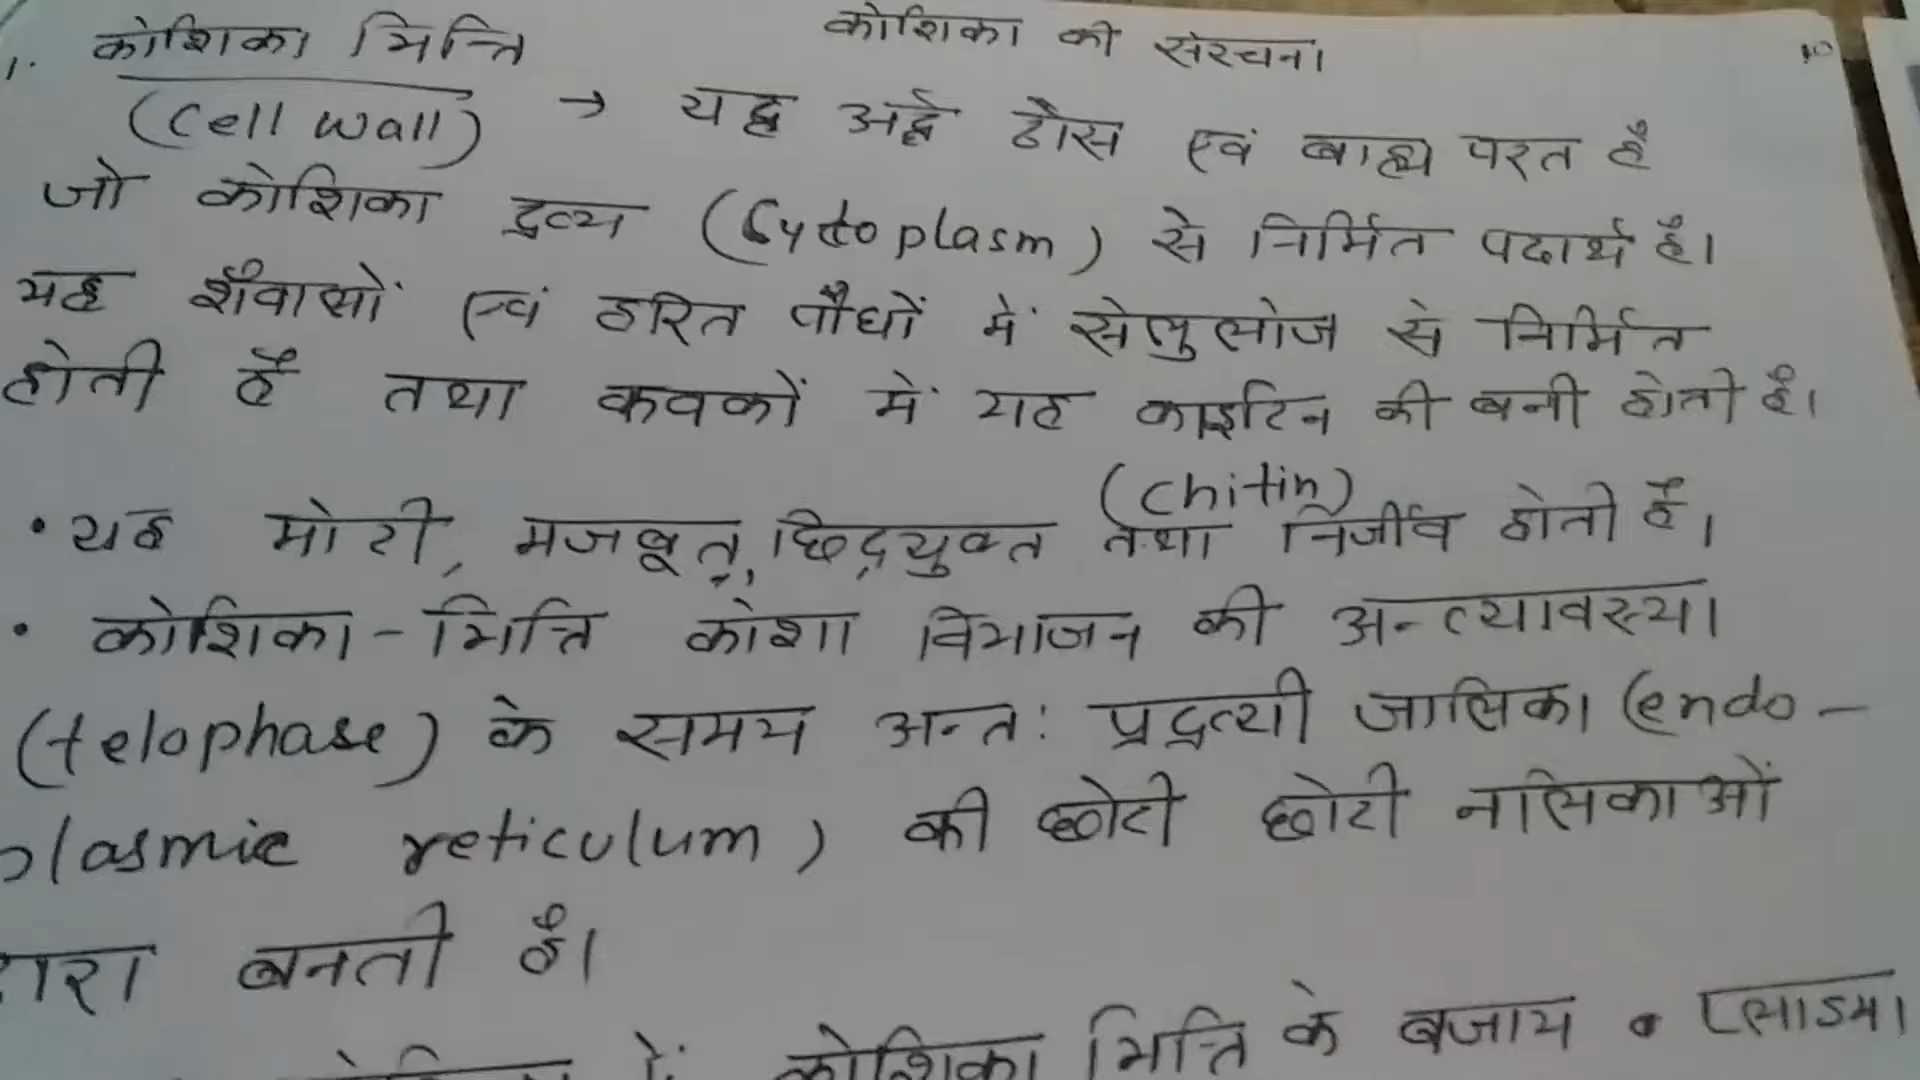 कोशिका की संरचना
1. कोशिका भित्ति
(Cell wall) → यह अर्द्ध ठोस एवं बाह्य परत है
जो कोशिका द्रव्य (Cytoplasm) से निर्मित पदार्थ है।
यह शैवालों एवं हरित पौधों में सेलुलोज से निर्मित
होती है तथा कवकों में यह काइटिन की बनी होती है।
(Chitin)
• यह मोटी, मजबूत, छिद्रयुक्त तथा निर्जीव होती है।
• कोशिका-भित्ति कोशा विभाजन की अन्त्यावस्था
(telophase) के समय अन्त: प्रद्रव्यी जालिका (endo-
plasmic reticulum) की छोटी छोटी नलिकाओं
द्वारा बनती है।
में कोशिका भित्ति के बजाय • प्लाज्मा